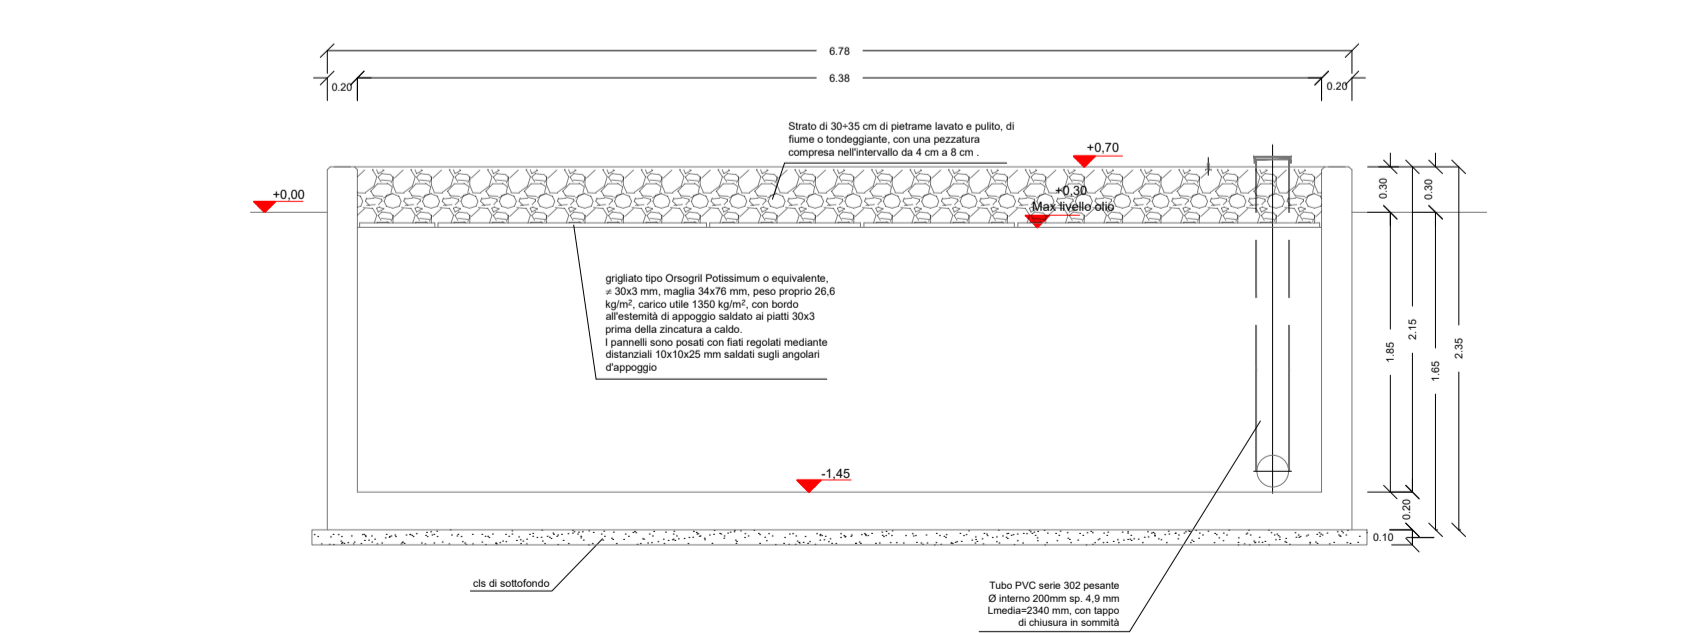 6.78
0.20
6.38
0.20
Strato di 30÷35 cm di pietrame lavato e pulito, di
fiume o tondeggiante, con una pezzatura
compresa nell'intervallo da 4 cm a 8 cm .
+0,70
+0,00
+0,30
Max livello olio
0.30
0.30
grigliato tipo Orsogril Potissimum o equivalente,
≠ 30x3 mm, maglia 34x76 mm, peso proprio 26,6
kg/m², carico utile 1350 kg/m², con bordo
all'estemità di appoggio saldato ai piatti 30x3
prima della zincatura a caldo.
I pannelli sono posati con fiati regolati mediante
distanziali 10x10x25 mm saldati sugli angolari
d'appoggio
1.85
2.15
1.65
2.35
-1,45
0.20
0.10
cls di sottofondo
Tubo PVC serie 302 pesante
Ø interno 200mm sp. 4,9 mm
Lmedia=2340 mm, con tappo
di chiusura in sommità